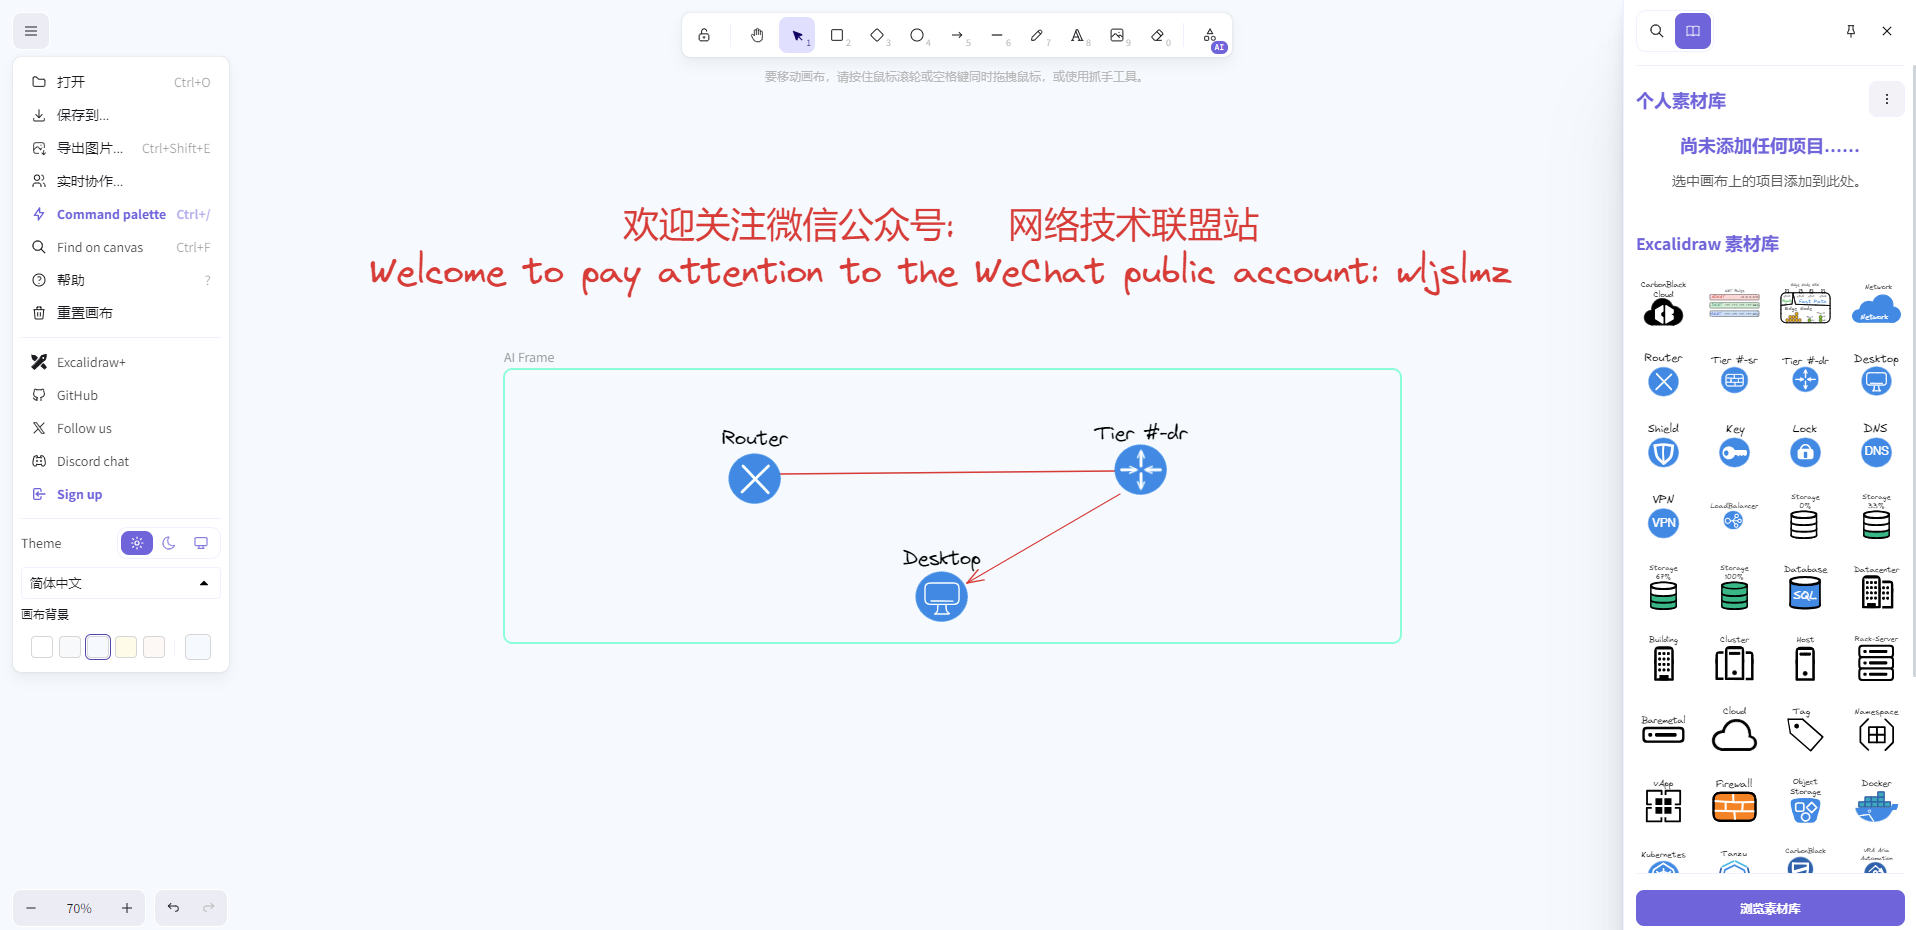 打开 Ctrl+O
保存到...
导出图片... Ctrl+Shift+E
实时协作...
Command palette Ctrl+/
Find on canvas Ctrl+F
帮助 ?
重置画布
Excalidraw+
GitHub
Follow us
Discord chat
Sign up
Theme
简体中文
画布背景
70%
1 2 3 4 5 6 7 8 9 0 AI
要移动画布，请按住鼠标滚轮或空格键同时拖拽鼠标，或使用抓手工具。
欢迎关注微信公众号: 网络技术联盟站
Welcome to pay attention to the WeChat public account: wljslmz
AI Frame
Router
Tier #-dr
Desktop
个人素材库
尚未添加任何项目……
选中画布上的项目添加到此处。
Excalidraw 素材库
CarbonBlack
Cloud
Network
Network
Router
Tier #-sr
Tier #-dr
Desktop
Shield
Key
Lock
DNS
DNS
VPN
VPN
LoadBalancer
Storage
0%
Storage
33%
Storage
67%
Storage
100%
Database
SQL
Datacenter
Building
Cluster
Host
Rack-Server
Baremetal
Cloud
Tag
Namespace
vApp
Firewall
Object
Storage
Docker
Kubernetes
Tanzu
CarbonBlack
VRA Aria
Automation
浏览素材库